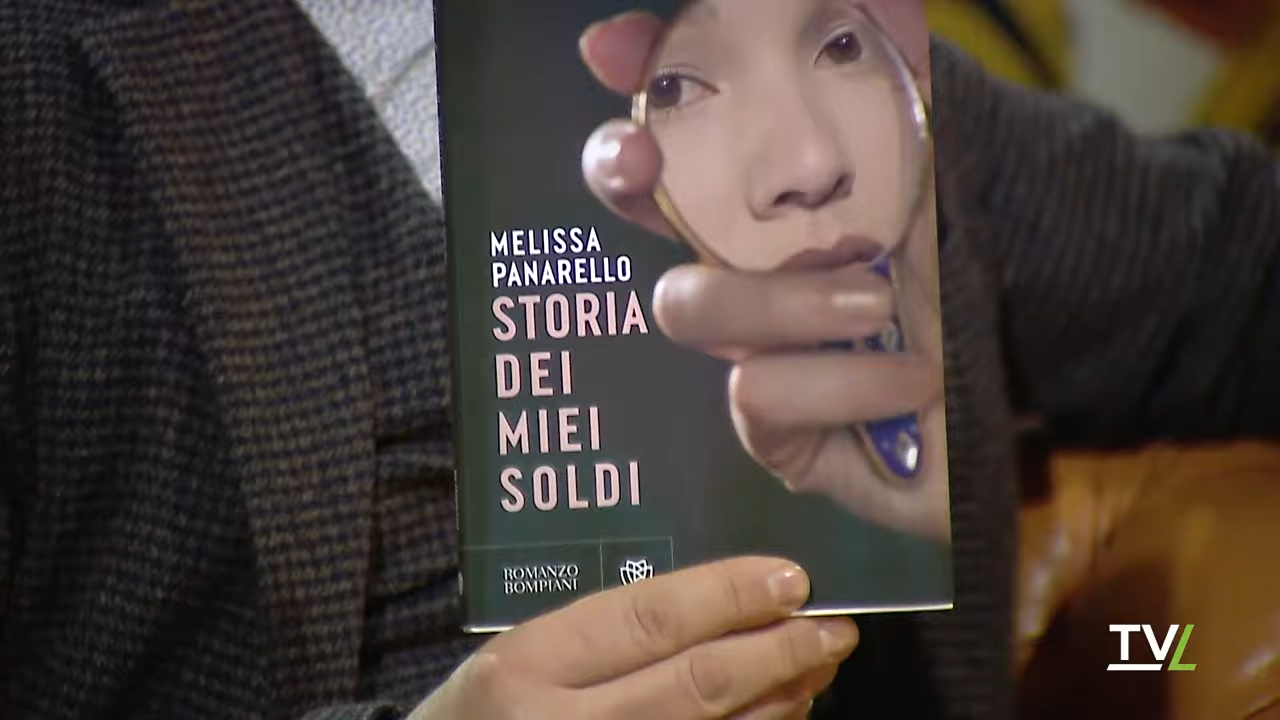 MELISSA
PANARELLO
STORIA
DEI
MIEI
SOLDI
ROMANZO
BOMPIANI
TVL